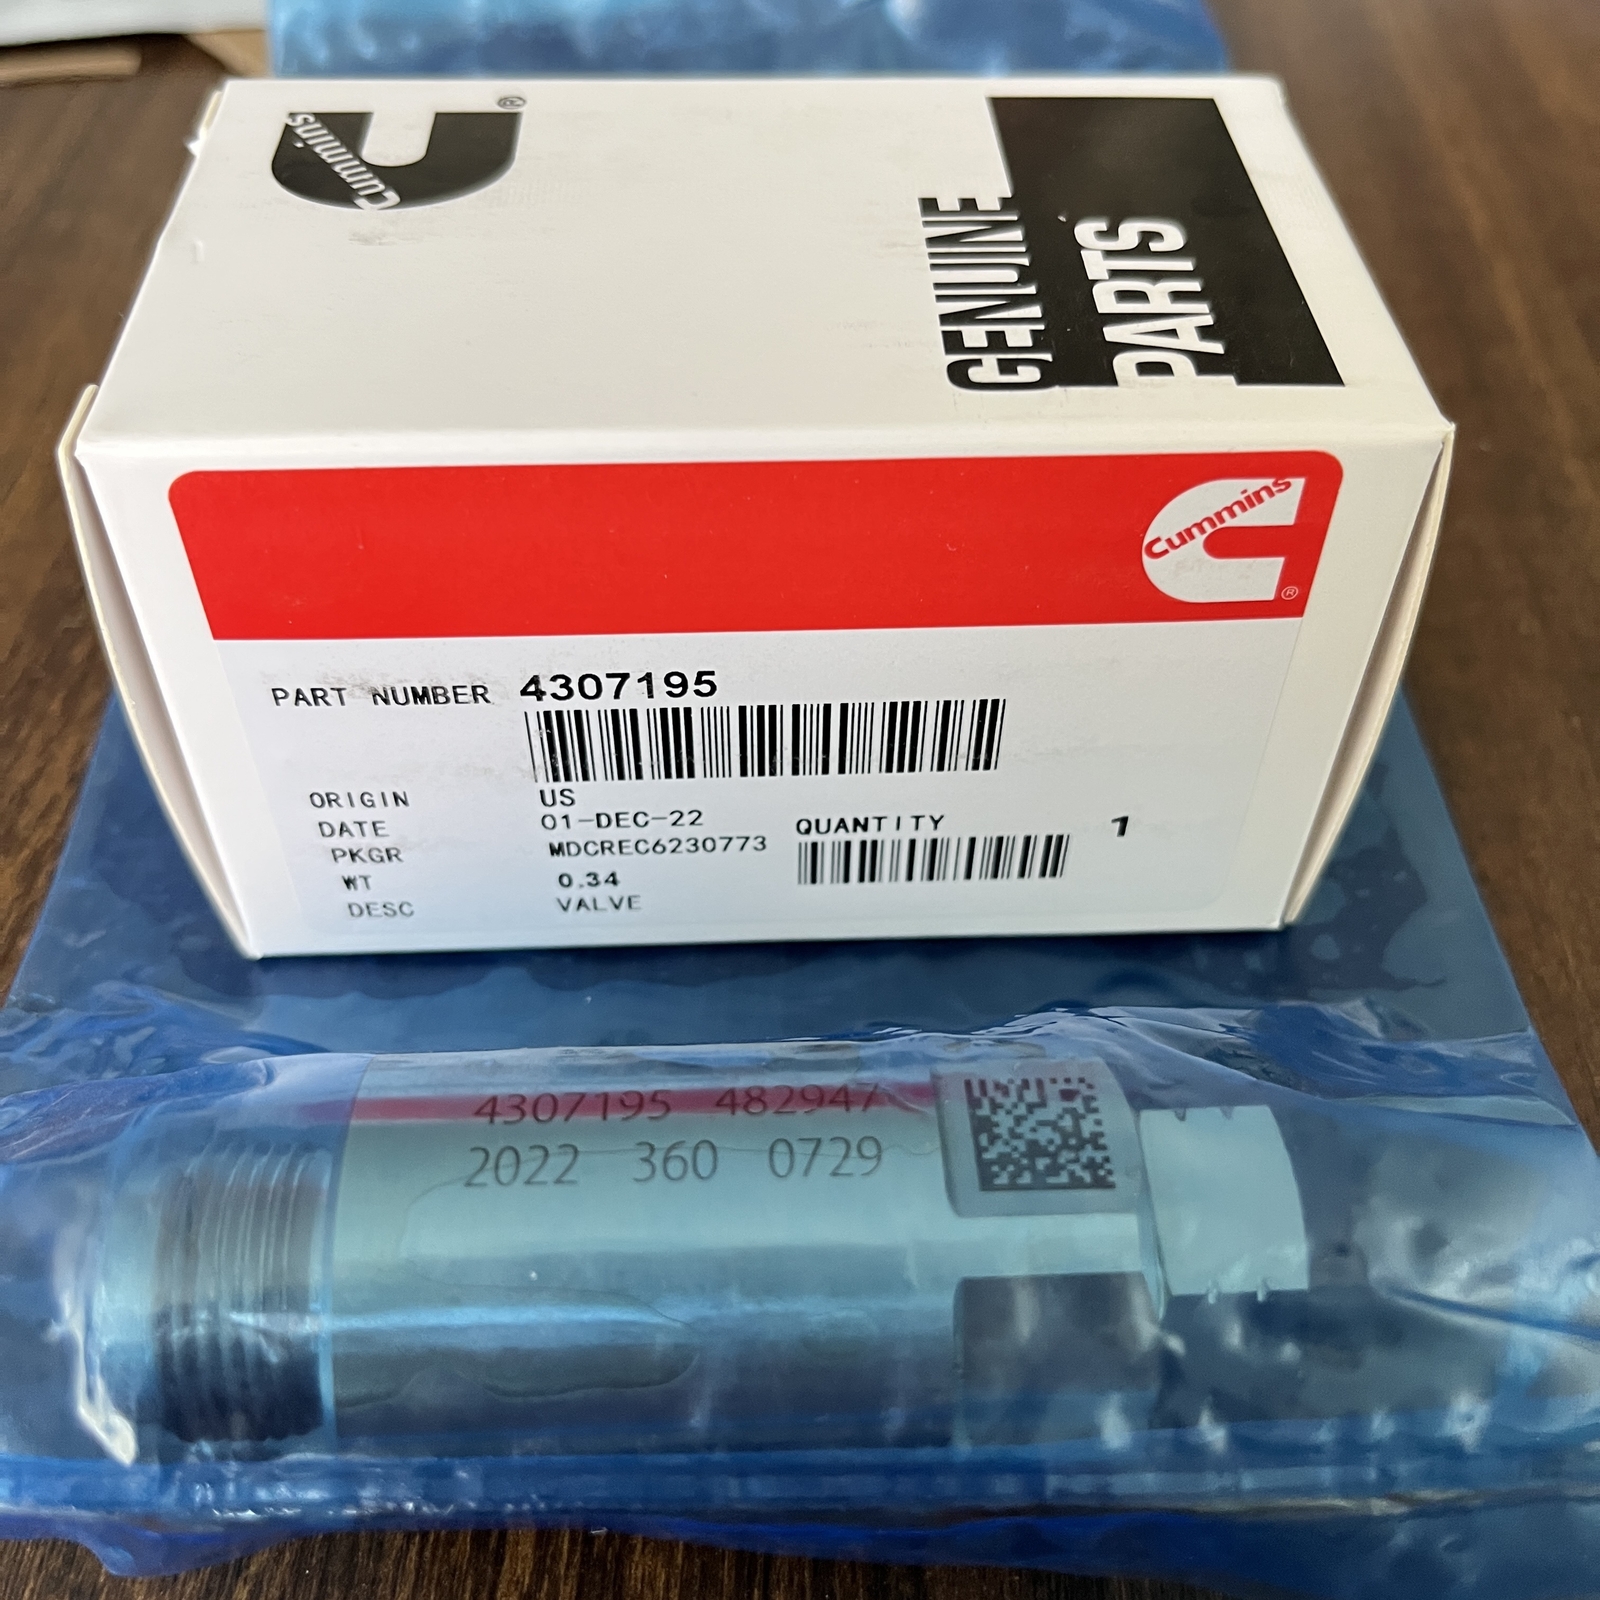 Cummins
®
GENUINE
PARTS
Cummins
®
PART NUMBER 4307195
ORIGIN US
DATE 01-DEC-22
QUANTITY 1
PKGR MDCREC6230773
WT 0.34
DESC VALVE
4307195 482947
2022 360 0729